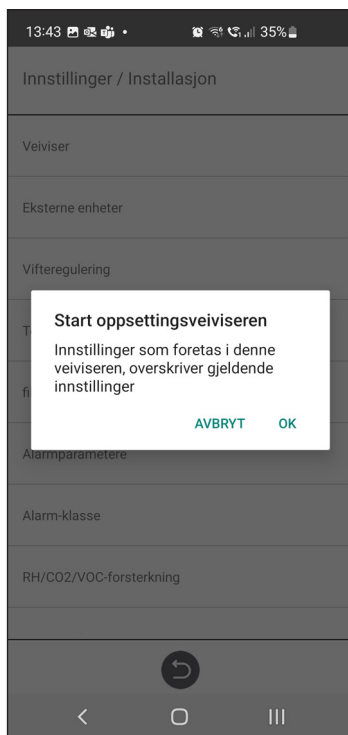 13:43 35%
Innstillinger / Installasjon
Veiviser
Eksterne enheter
Vifteregulering
Start oppsettingsveiviseren
Innstillinger som foretas i denne
veiviseren, overskriver gjeldende
innstillinger
AVBRYT OK
Alarmparametere
Alarm-klasse
RH/CO2/VOC-forsterkning